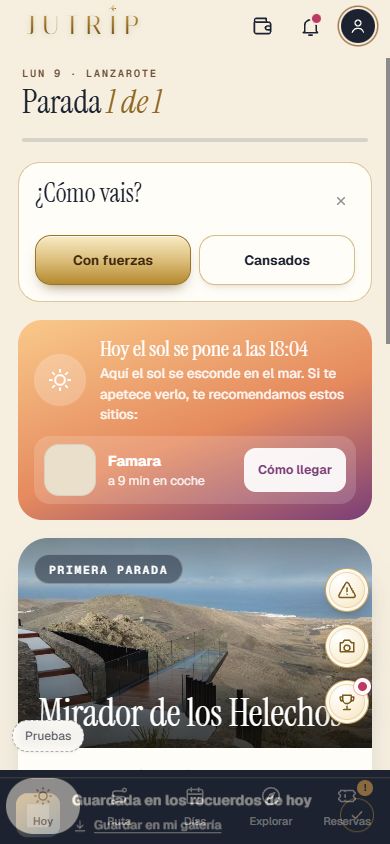 JUTRIP
LUN 9 · LANZAROTE
Parada 1 de 1
¿Cómo vais?
×
Con fuerzas
Cansados
Hoy el sol se pone a las 18:04
Aquí el sol se esconde en el mar. Si te
apetece verlo, te recomendamos estos
sitios:
Famara
a 9 min en coche
Cómo llegar
PRIMERA PARADA
Mirador de los Helechos
Pruebas
Guardada en los recuerdos de hoy
Guardar en mi galería
Hoy
Ruta
Días
Explorar
Reservas
!